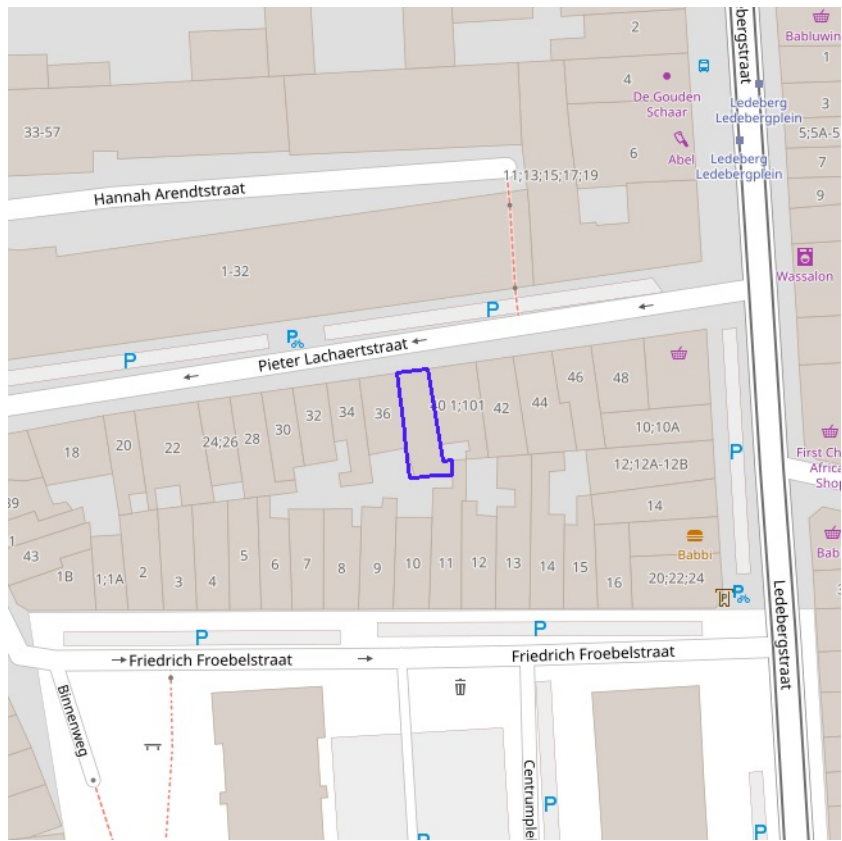 ebergstraat
2
Babluwin
1
4
De Gouden
Schaar
3
Ledeberg
Ledebergplein
33-57
5;5A-5
6
Abel
7
Ledeberg
Ledebergplein
11;13;15;17;19
Hannah Arendtstraat
9
1-32
Wassalon
P
P
P
Pieter Lachaertstraat
46
48
18
20
22
24;26
28
30
32
34
36
40 1;101
42
44
10;10A
First Ch
Africa
Shop
P
12;12A-12B
39
14
1
43
1B
1;1A
2
3
4
5
6
7
8
9
10
11
12
13
14
15
16
Babbi
20;22;24
Bab
P
P
P
P
Friedrich Froebelstraat
Friedrich Froebelstraat
Ledebergstraat
Binnenweg
Centrumplei
P
P
P